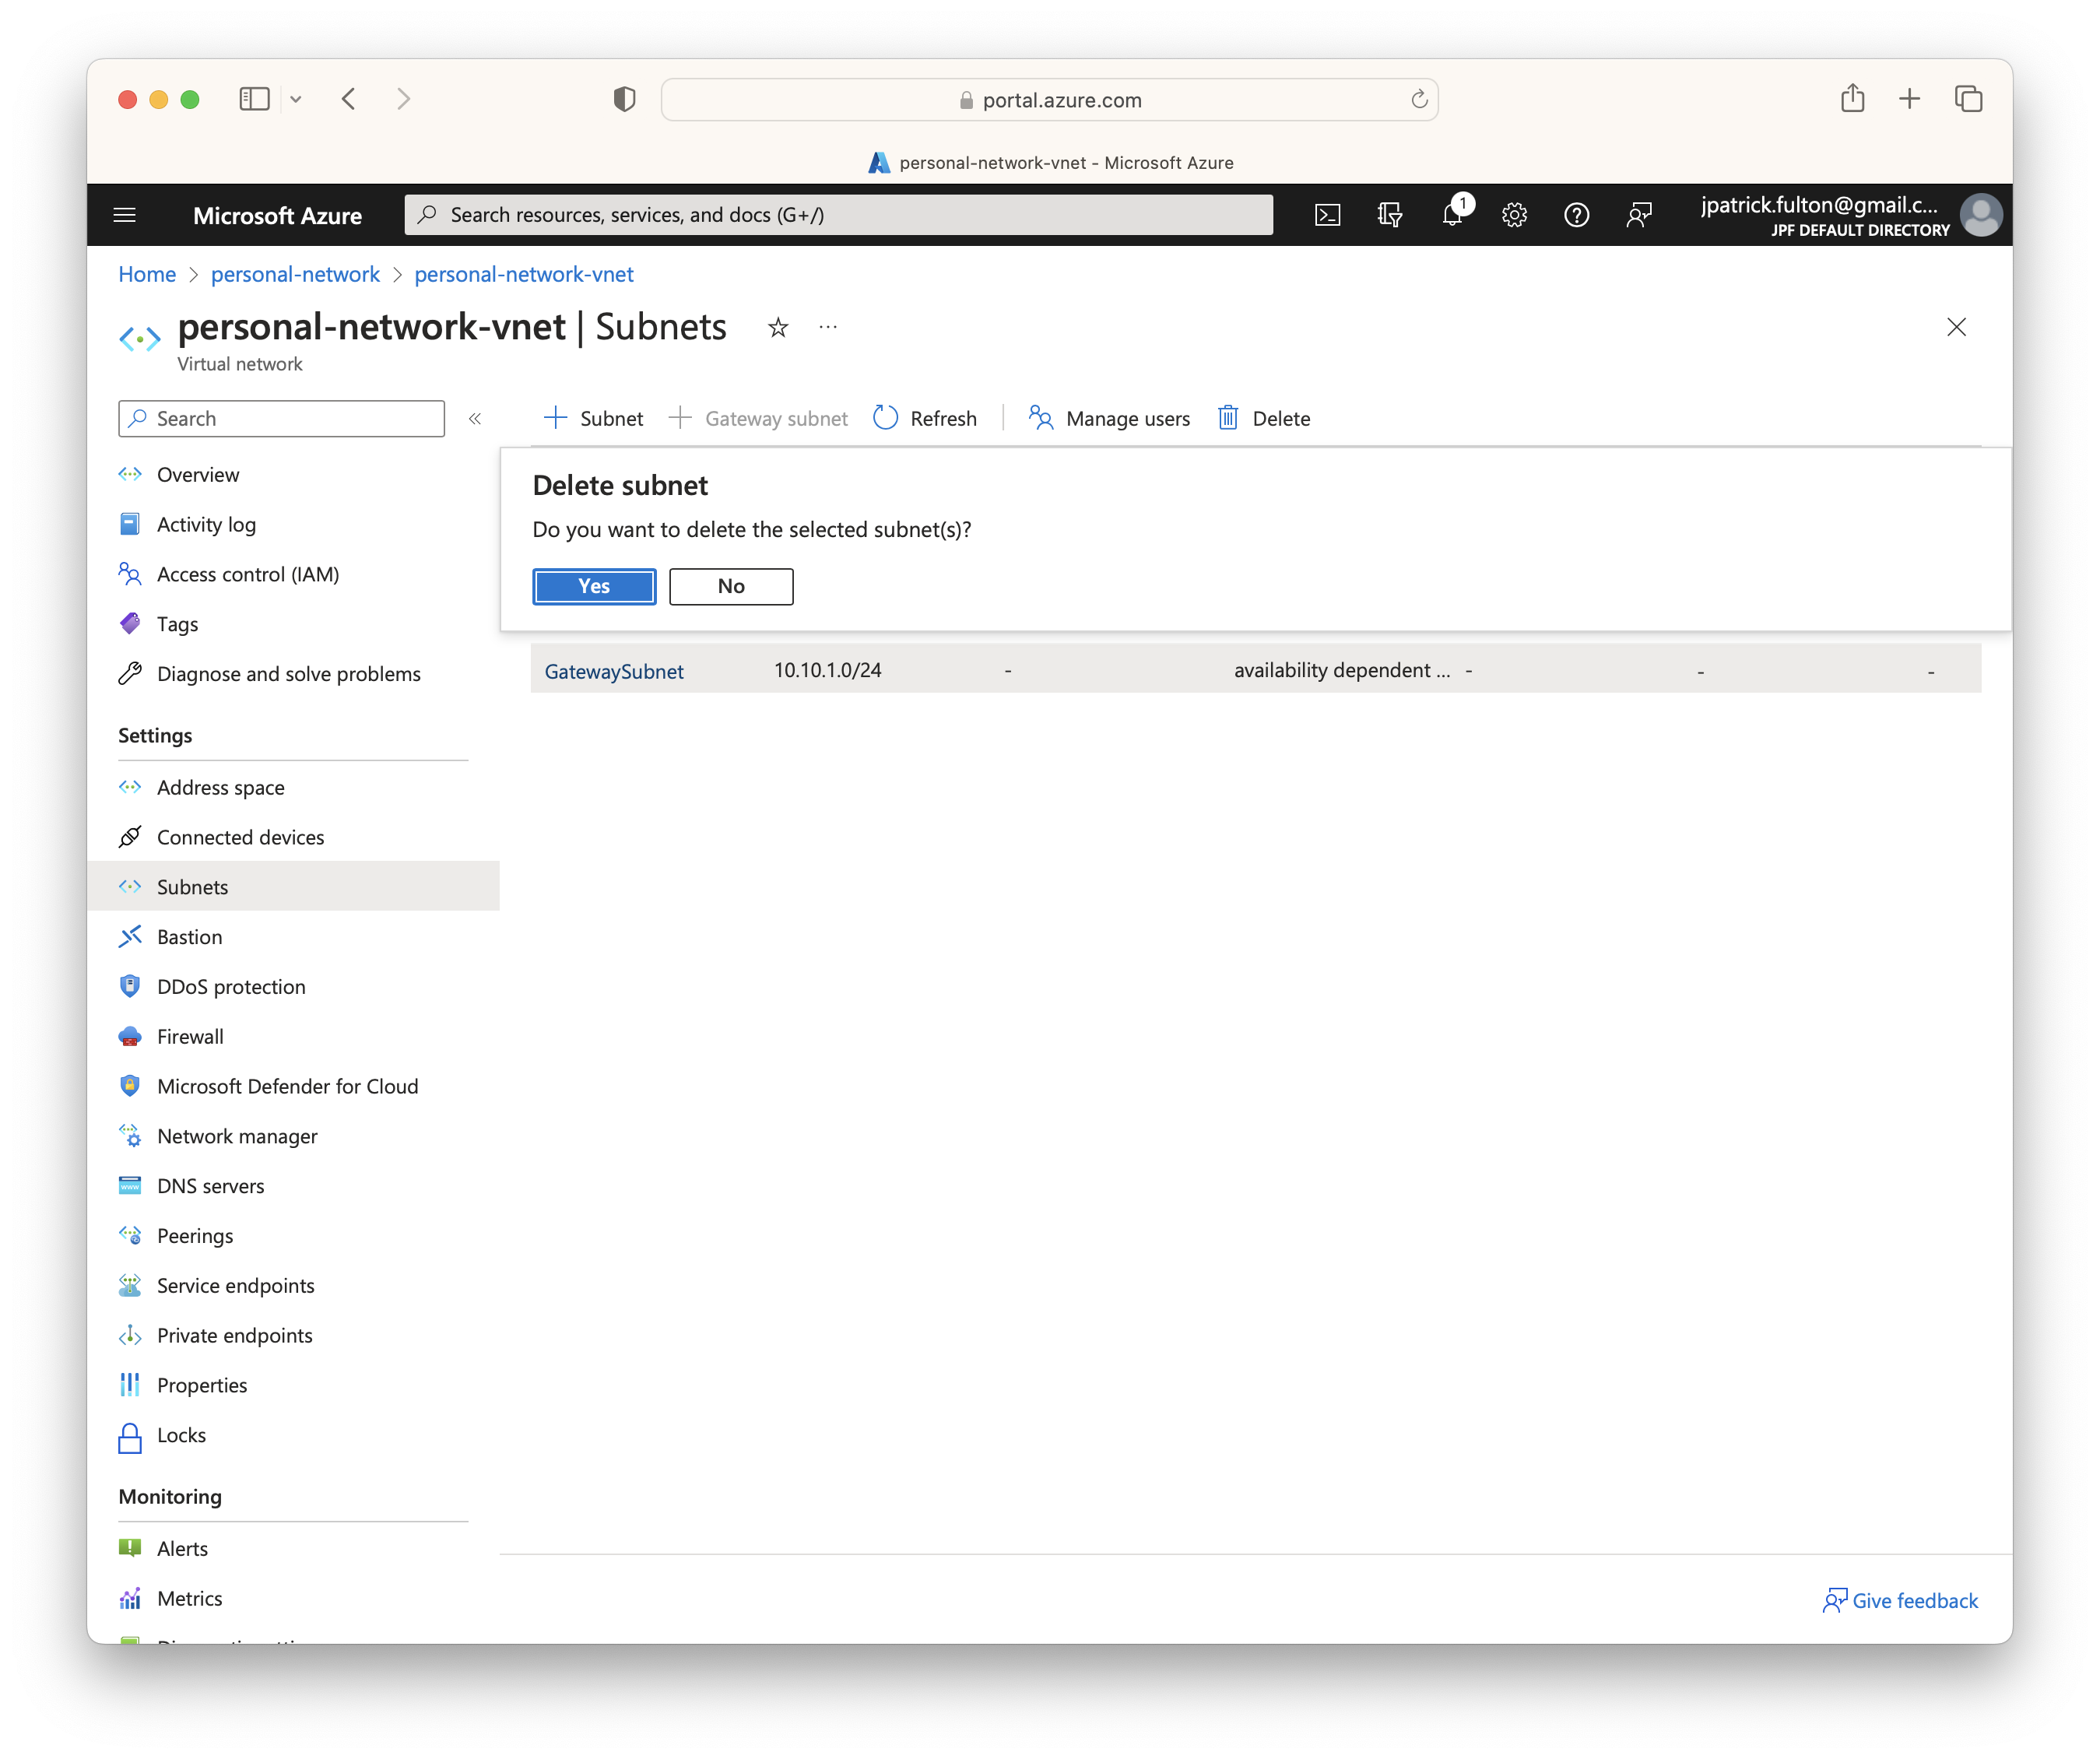 portal.azure.com
personal-network-vnet - Microsoft Azure
Microsoft Azure
Search resources, services, and docs (G+/)
1
jpatrick.fulton@gmail.c...
JPF DEFAULT DIRECTORY
Home > personal-network > personal-network-vnet
personal-network-vnet | Subnets
...
Virtual network
Search
«
+ Subnet + Gateway subnet Refresh Manage users Delete
Delete subnet
Do you want to delete the selected subnet(s)?
Yes No
GatewaySubnet 10.10.1.0/24 - availability dependent ... - - -
Overview
Activity log
Access control (IAM)
Tags
Diagnose and solve problems
Settings
Address space
Connected devices
Subnets
Bastion
DDoS protection
Firewall
Microsoft Defender for Cloud
Network manager
DNS servers
Peerings
Service endpoints
Private endpoints
Properties
Locks
Monitoring
Alerts
Metrics
Give feedback